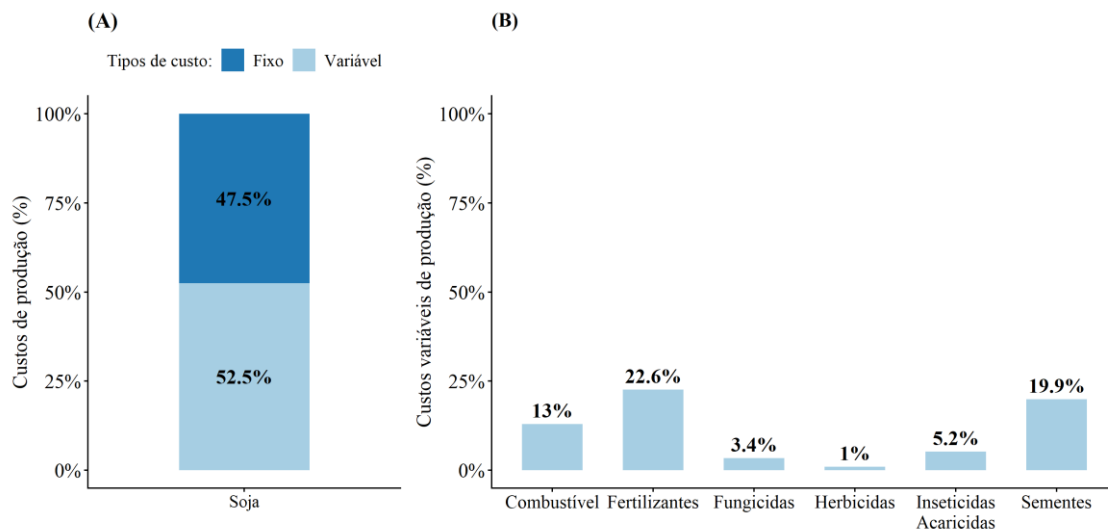 (A)
Tipos de custo: Fixo Variável
Custos de produção (%)
100%
75%
50%
25%
0%
47.5%
52.5%
Soja
(B)
Custos variáveis de produção (%)
100%
75%
50%
25%
0%
13%
22.6%
3.4%
1%
5.2%
19.9%
Combustível Fertilizantes Fungicidas Herbicidas Inseticidas Sementes
Acaricidas